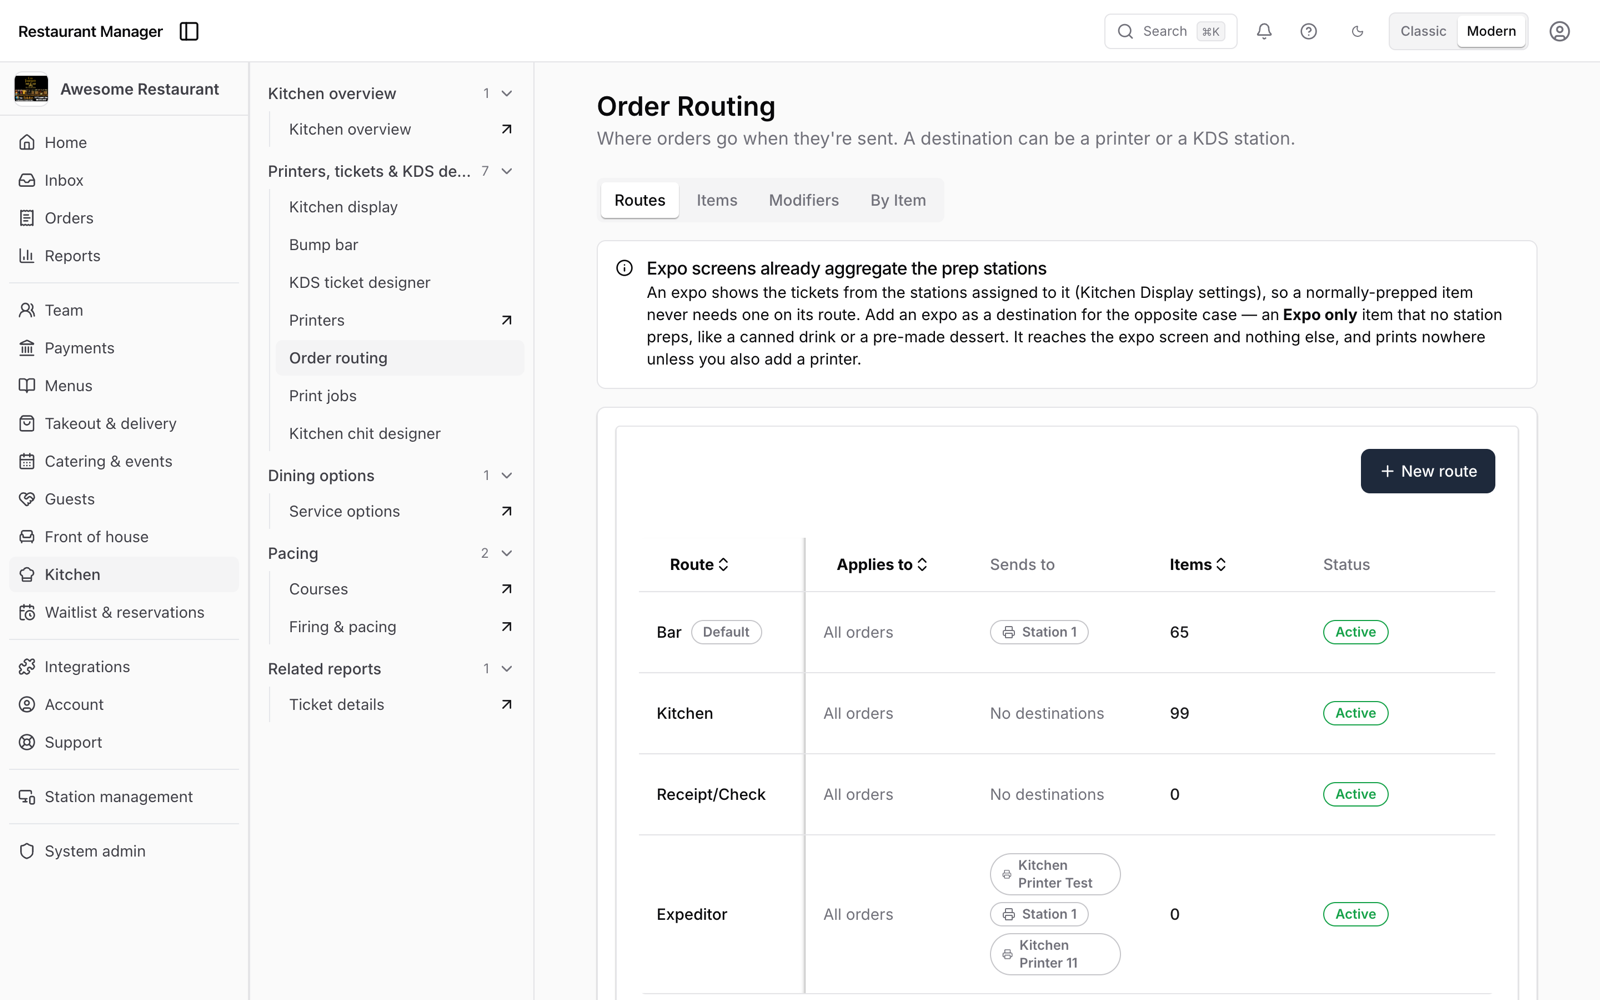 Restaurant Manager
Search ⌘K
Classic
Modern
Awesome Restaurant
Home
Inbox
Orders
Reports
Team
Payments
Menus
Takeout & delivery
Catering & events
Guests
Front of house
Kitchen
Waitlist & reservations
Integrations
Account
Support
Station management
System admin
Kitchen overview 1
Kitchen overview
Printers, tickets & KDS de... 7
Kitchen display
Bump bar
KDS ticket designer
Printers
Order routing
Print jobs
Kitchen chit designer
Dining options 1
Service options
Pacing 2
Courses
Firing & pacing
Related reports 1
Ticket details
Order Routing
Where orders go when they're sent. A destination can be a printer or a KDS station.
Routes Items Modifiers By Item
Expo screens already aggregate the prep stations
An expo shows the tickets from the stations assigned to it (Kitchen Display settings), so a normally-prepped item
never needs one on its route. Add an expo as a destination for the opposite case — an Expo only item that no station
preps, like a canned drink or a pre-made dessert. It reaches the expo screen and nothing else, and prints nowhere
unless you also add a printer.
New route
Route Applies to Sends to Items Status
Bar Default All orders Station 1 65 Active
Kitchen All orders No destinations 99 Active
Receipt/Check All orders No destinations 0 Active
Kitchen
Printer Test
Expeditor All orders Station 1 0 Active
Kitchen
Printer 11